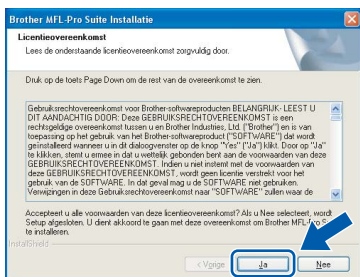 Brother MFL-Pro Suite Installatie
Licentieovereenkomst
Lees de onderstaande licentieovereenkomst zorgvuldig door.
Druk op de toets Page Down om de rest van de overeenkomst te zien.
Gebruiksrechtovereenkomst voor Brother-softwareproducten BELANGRIJK- LEEST U
DIT AANDACHTIG DOOR: Deze GEBRUIKSRECHTOVEREENKOMST is een
rechtsgeldige overeenkomst tussen u en Brother Industries, Ltd. ("Brother") en is van
toepassing op het gebruik van het Brother-softwareproduct ("SOFTWARE") dat wordt
geïnstalleerd wanneer u in dit dialoogvenster op de knop "Yes" ("Ja") klikt. Door op "Ja"
te klikken, stemt u ermee in dat u wettelijk gebonden bent aan de voorwaarden van deze
GEBRUIKSRECHTOVEREENKOMST. Indien u niet instemt met de voorwaarden van
deze GEBRUIKSRECHTOVEREENKOMST, wordt geen licentie verstrekt voor het
gebruik van de SOFTWARE. In dat geval mag u de SOFTWARE niet gebruiken.
Verwijzingen in deze Gebruiksrechtovereenkomst naar "SOFTWARE" zullen waar de
Accepteert u alle voorwaarden van deze licentieovereenkomst? Als u Nee selecteert, wordt
Setup afgesloten. U dient akkoord te gaan met deze overeenkomst om Brother MFL-Pro S
te installeren.
InstallShield
< Vorige Ja Nee